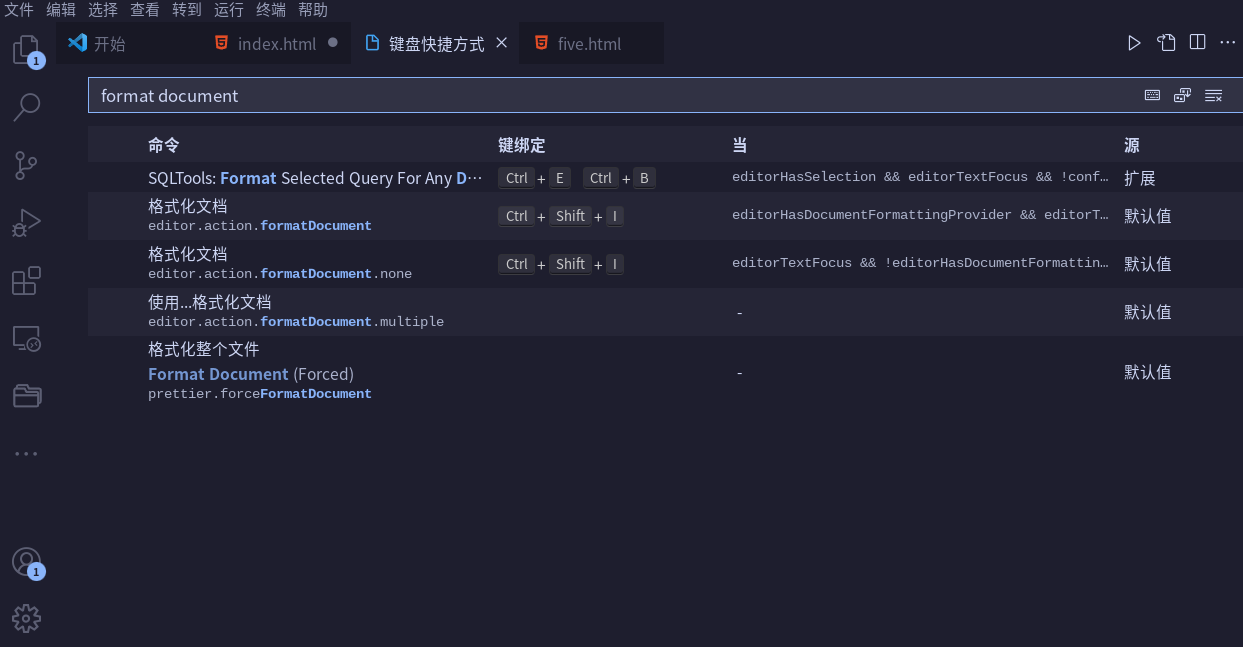 文件 编辑 选择 查看 转到 运行 终端 帮助
开始 index.html 键盘快捷方式 five.html
1
format document
命令 键绑定 当 源
SQLTools: Format Selected Query For Any D… Ctrl + E Ctrl + B editorHasSelection && editorTextFocus && !conf… 扩展
格式化文档
editor.action.formatDocument Ctrl + Shift + I editorHasDocumentFormattingProvider && editorT… 默认值
格式化文档
editor.action.formatDocument.none Ctrl + Shift + I editorTextFocus && !editorHasDocumentFormattin… 默认值
使用...格式化文档
editor.action.formatDocument.multiple - 默认值
格式化整个文件
Format Document (Forced) - 默认值
prettier.forceFormatDocument
1